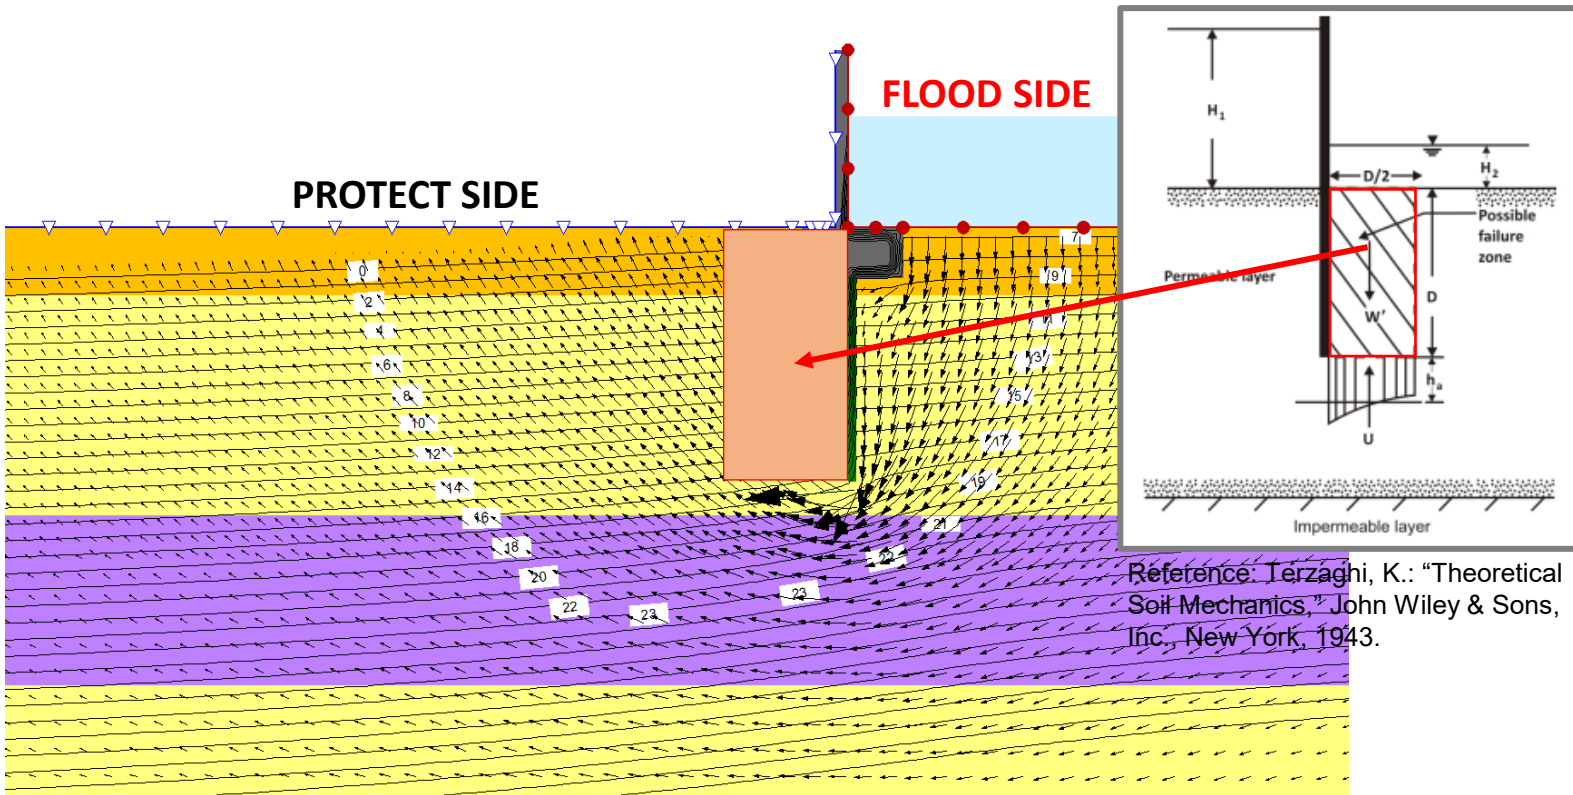 FLOOD SIDE
PROTECT SIDE
H₁
H₂
D/2
Possible
failure
zone
Permeable layer
D
W'
hₐ
U
Impermeable layer
0
2
4
6
8
10
12
14
16
18
20
22
23
23
22
21
19
17
15
13
9
7
Reference: Terzaghi, K.: “Theoretical
Soil Mechanics,” John Wiley & Sons,
Inc., New York, 1943.